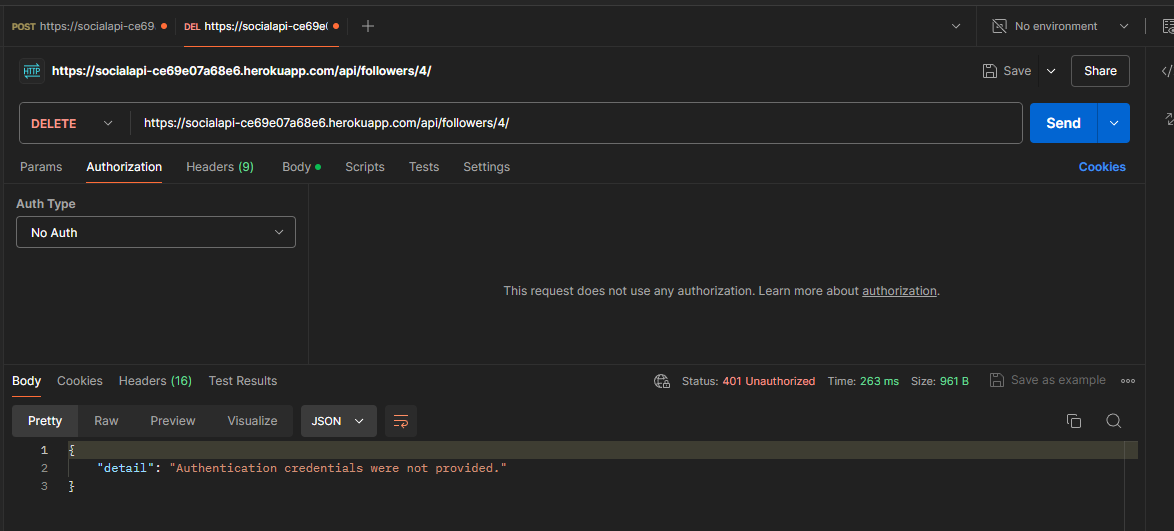 POST https://socialapi-ce69 DEL https://socialapi-ce69e0 No environment
HTTP https://socialapi-ce69e07a68e6.herokuapp.com/api/followers/4/ Save Share
DELETE https://socialapi-ce69e07a68e6.herokuapp.com/api/followers/4/ Send
Params Authorization Headers (9) Body Scripts Tests Settings Cookies
Auth Type
No Auth
This request does not use any authorization. Learn more about authorization.
Body Cookies Headers (16) Test Results Status: 401 Unauthorized Time: 263 ms Size: 961 B Save as example
Pretty Raw Preview Visualize JSON
1 {
2 "detail": "Authentication credentials were not provided."
3 }